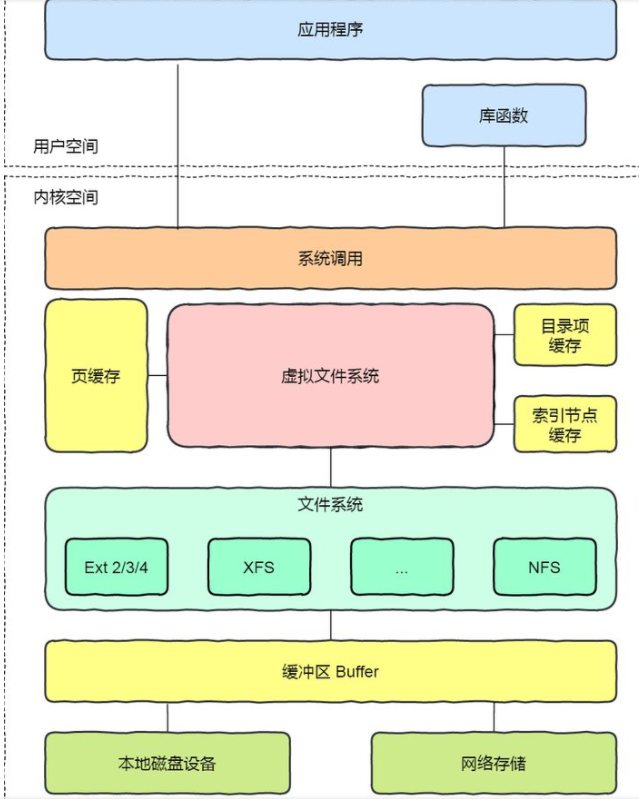 应用程序
库函数
用户空间
内核空间
系统调用
页缓存
虚拟文件系统
目录项
缓存
索引节点
缓存
文件系统
Ext 2/3/4
XFS
...
NFS
缓冲区 Buffer
本地磁盘设备
网络存储